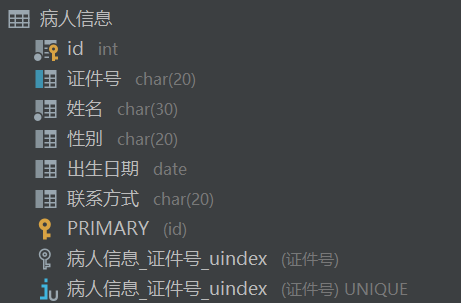 病人信息
id int
证件号 char(20)
姓名 char(30)
性别 char(20)
出生日期 date
联系方式 char(20)
PRIMARY (id)
病人信息_证件号_uindex (证件号)
病人信息_证件号_uindex (证件号) UNIQUE